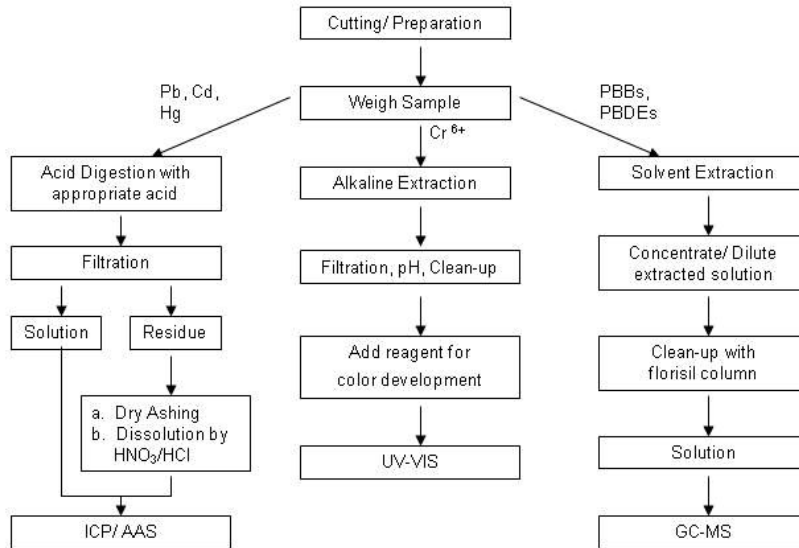 Cutting/ Preparation
Weigh Sample
Pb, Cd,
Hg
Cr 6+
PBBs,
PBDEs
Acid Digestion with
appropriate acid
Filtration
Solution
Residue
a. Dry Ashing
b. Dissolution by
HNO3/HCl
ICP/ AAS
Alkaline Extraction
Filtration, pH, Clean-up
Add reagent for
color development
UV-VIS
Solvent Extraction
Concentrate/ Dilute
extracted solution
Clean-up with
florisil column
Solution
GC-MS